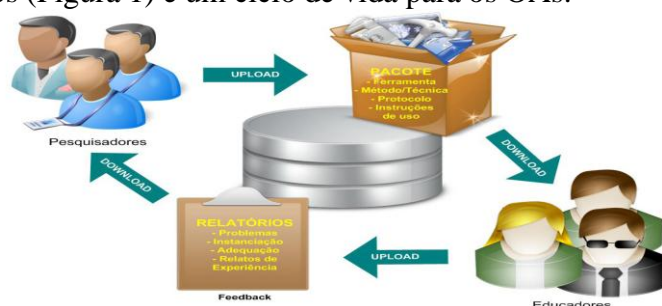 es (Figura 1) e um ciclo de vida para os OAs.
UPLOAD
PACOTE
- Ferramenta
- Método/Técnica
- Protocolo
- Instruções
de uso
Pesquisadores
DOWNLOAD
DOWNLOAD
RELATÓRIOS
- Problemas
- Instanciação
- Adequação
- Relatos de
Experiência
UPLOAD
Feedback
Educadores